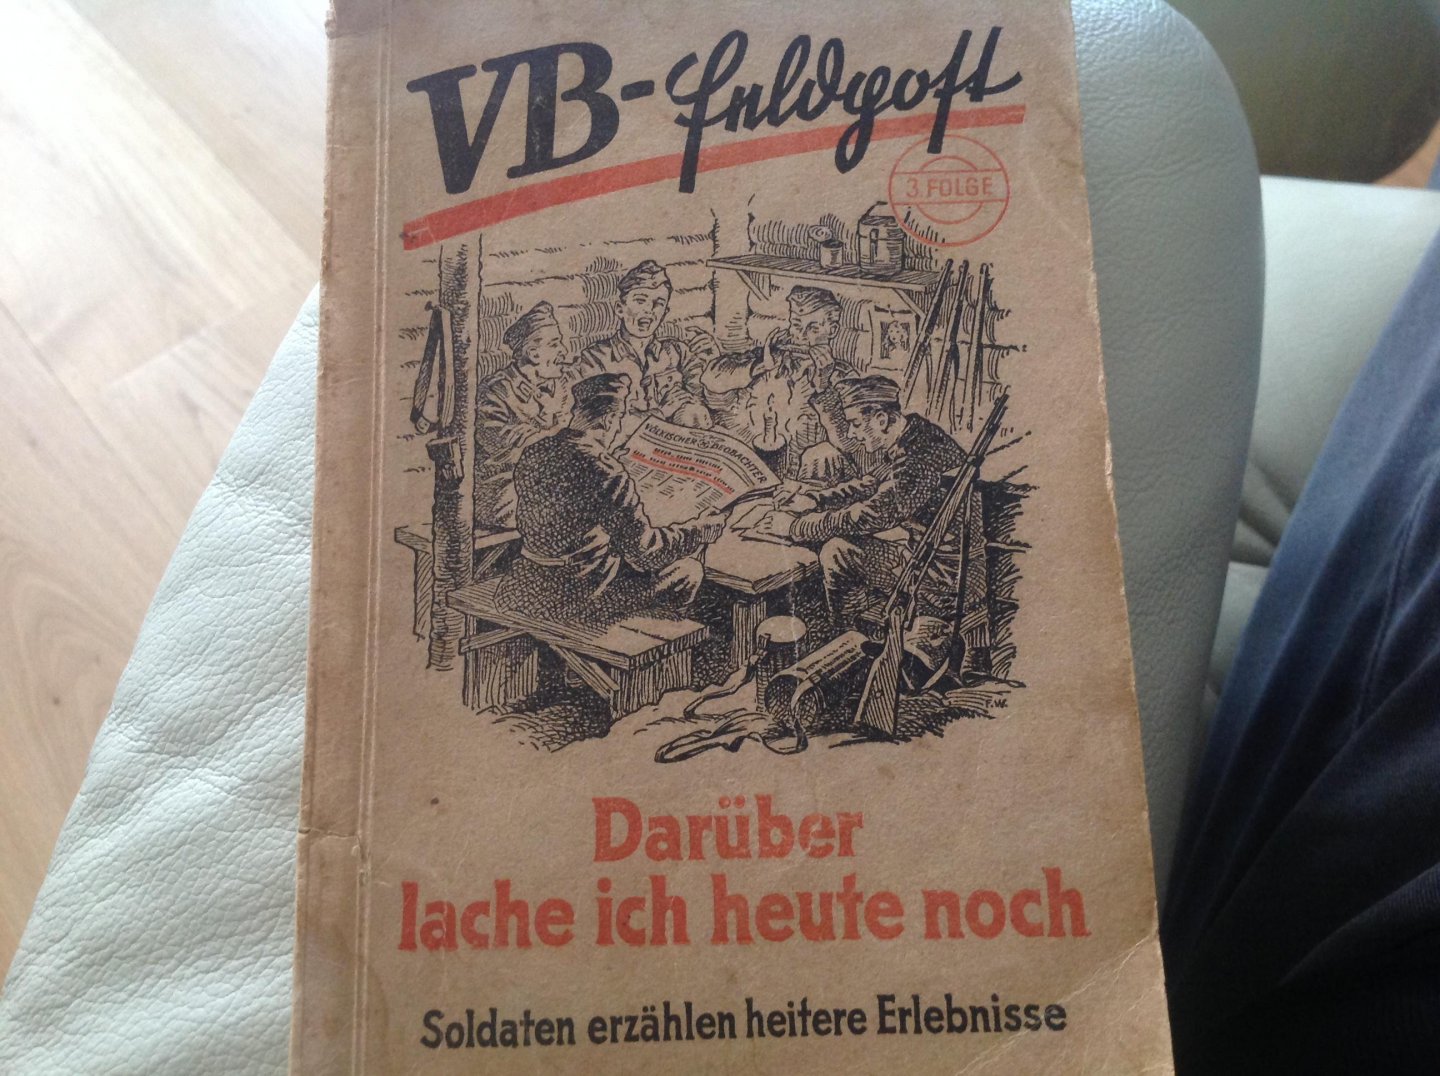 VB-Feldpost
3. FOLGE
VÖLKISCHER BEOBACHTER
F.W.
Darüber
lache ich heute noch
Soldaten erzählen heitere Erlebnisse